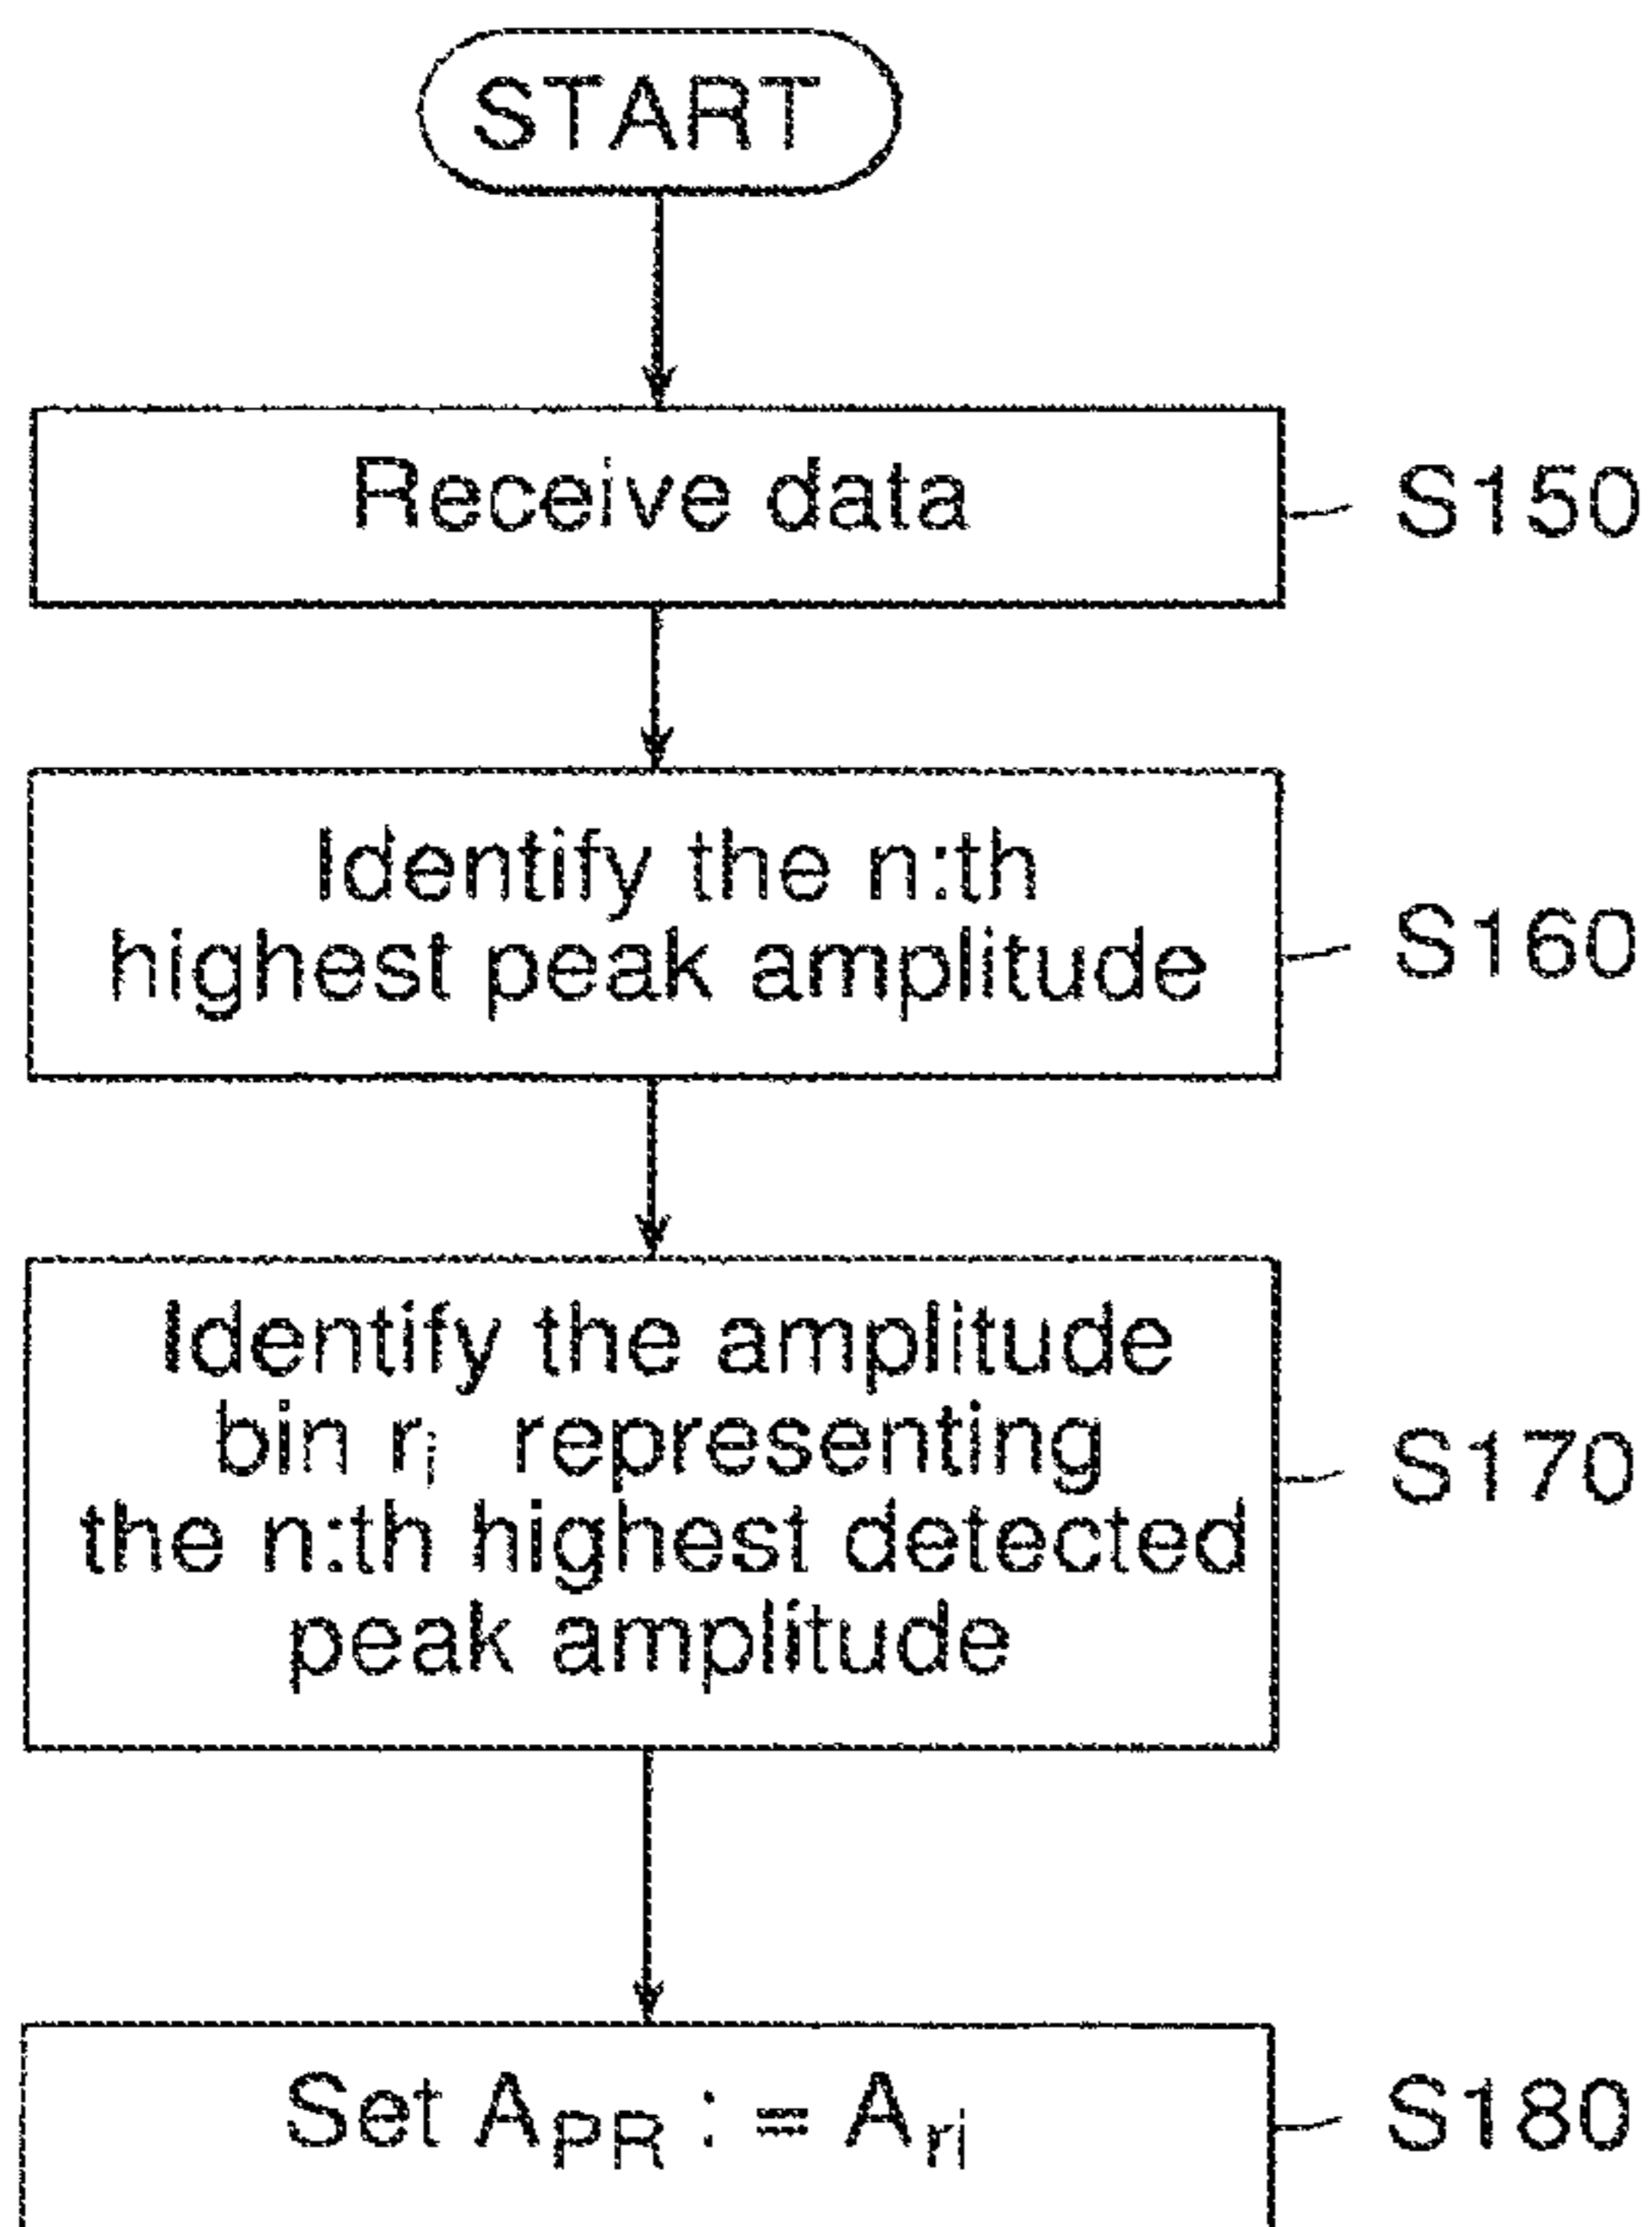 START
Receive data
S150
Identify the n:th
highest peak amplitude
S160
Identify the amplitude
bin ri representing
the n:th highest detected
peak amplitude
S170
Set APR : = Ari
S180